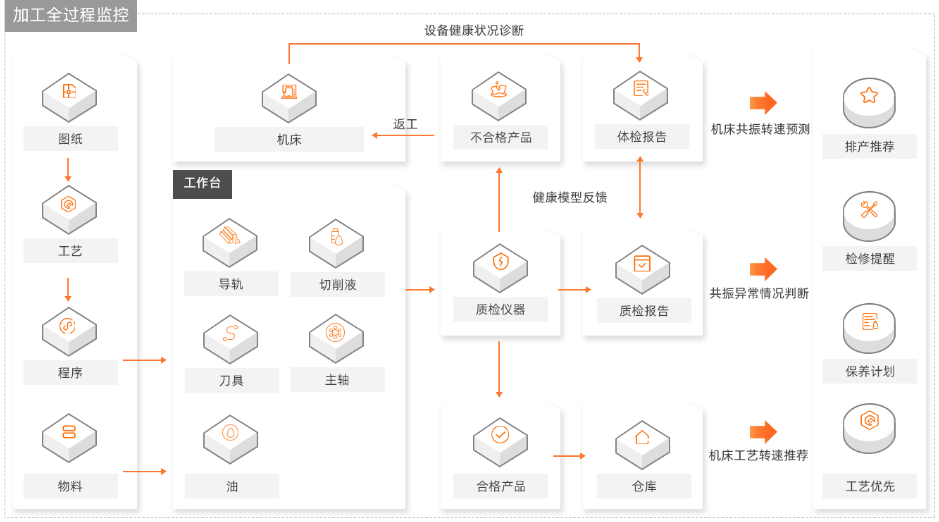 加工全过程监控
设备健康状况诊断
图纸
工艺
程序
物料
机床
返工
不合格产品
体检报告
机床共振转速预测
排产推荐
工作台
导轨
切削液
刀具
主轴
油
健康模型反馈
质检仪器
质检报告
共振异常情况判断
检修提醒
保养计划
合格产品
仓库
机床工艺转速推荐
工艺优先